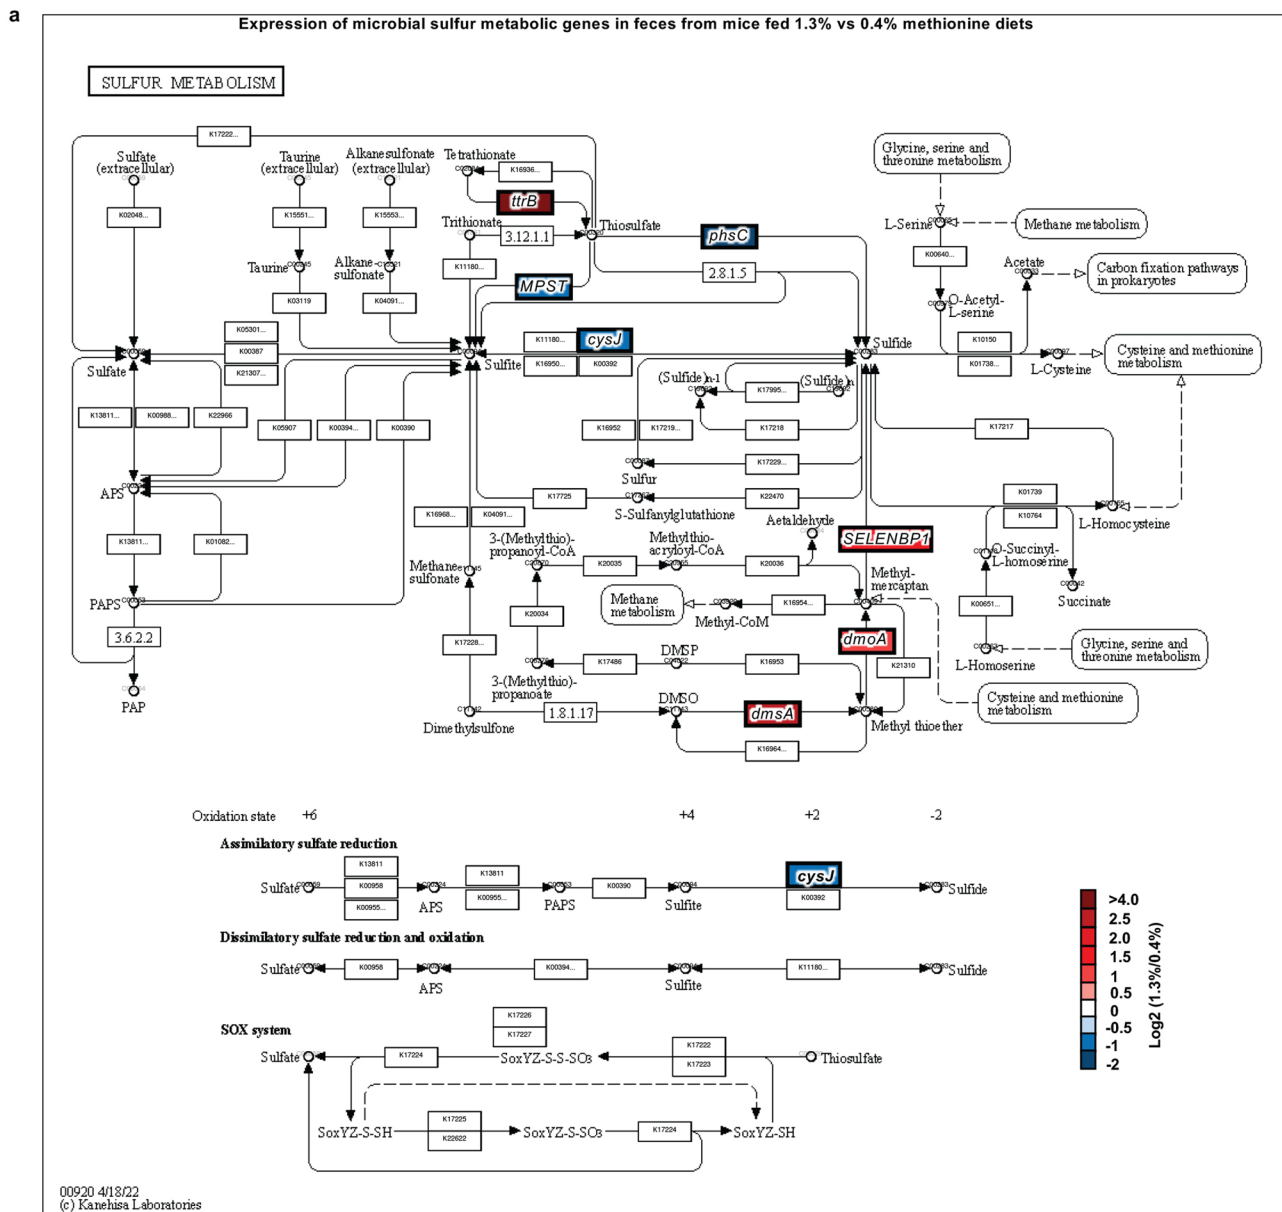 a
Expression of microbial sulfur metabolic genes in feces from mice fed 1.3% vs 0.4% methionine diets
SULFUR METABOLISM
K17222...
Sulfate
(extracellular)
Taurine
(extracellular)
Alkanesulfonate
(extracellular)
Tetrathionate
K16936...
ttrB
Glycine, serine and
threonine metabolism
K02048...
K15551...
K15553...
Trithionate
3.12.1.1
Thiosulfate
phsC
L-Serine
Methane metabolism
Taurine
Alkane-
sulfonate
K11180...
2.8.1.5
K00640...
Acetate
Carbon fixation pathways
in prokaryotes
MPST
K03119
K04091...
O-Acetyl-
L-serine
K05301...
K00387
K21307...
K11180...
cysJ
K16950...
K00392
Sulfate
Sulfite
Sulfide
K10150
K01738...
L-Cysteine
Cysteine and methionine
metabolism
(Sulfide)n-1
K17995...
(Sulfide)n
K13811...
K00988...
K22966
K05907
K00394...
K00390
K16952
K17219...
K17218
K17217
Sulfur
K17229...
APS
K17725
S-Sulfanylglutathione
K22470
K01739
K10764
L-Homocysteine
K13811...
K01082...
K16968...
K04091...
Aetaldehyde
SELENBP1
3-(Methylthio)-
propanoyl-CoA
Methylthio-
acryloyl-CoA
K20035
K20036
O-Succinyl-
L-homoserine
Methane
sulfonate
Methyl-
mercaptan
Succinate
PAPS
Methane
metabolism
Methyl-CoM
K16954...
K00651...
3.6.2.2
K20034
dmoA
K17228...
K21310
L-Homoserine
Glycine, serine and
threonine metabolism
K17486
DMSP
K16953
3-(Methylthio)-
propanoate
PAP
Cysteine and methionine
metabolism
Dimethylsulfone
1.8.1.17
DMSO
dmsA
Methyl thioether
K16964...
Oxidation state
+6
+4
+2
-2
Assimilatory sulfate reduction
K13811
K00958
K00955...
K13811
K00955...
K00390
cysJ
K00392
Sulfate
APS
PAPS
Sulfite
Sulfide
Dissimilatory sulfate reduction and oxidation
Sulfate
K00958
APS
K00394...
Sulfite
K11180...
Sulfide
SOX system
K17226
K17227
Sulfate
K17224
SoxYZ-S-S-SO3
K17222
K17223
Thiosulfate
SoxYZ-S-SH
K17225
K22622
SoxYZ-S-SO3
K17224
SoxYZ-SH
>4.0
2.5
2.0
1.5
1
0.5
0
-0.5
-1
-2
Log2 (1.3%/0.4%)
00920 4/18/22
(c) Kanehisa Laboratories